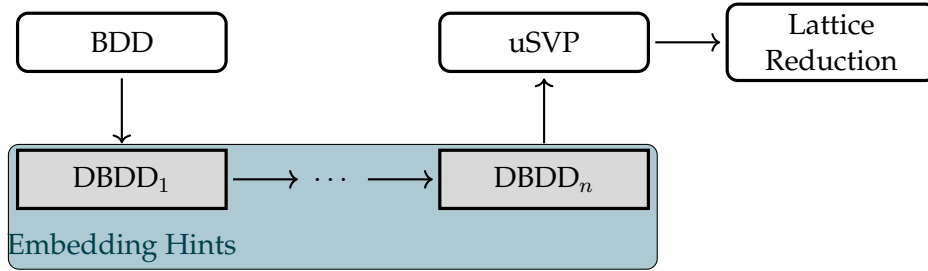 BDD
uSVP
Lattice
Reduction
DBDD₁
· · ·
DBDDₙ
Embedding Hints